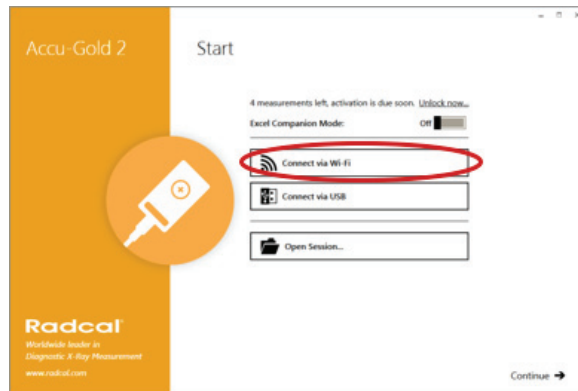 Accu-Gold 2
Start
4 measurements left, activation is due soon. Unlock now...
Excel Companion Mode: Off
Connect via Wi-Fi
Connect via USB
Open Session...
Radcal
Worldwide leader in
Diagnostic X-Ray Measurement
www.radcal.com
Continue